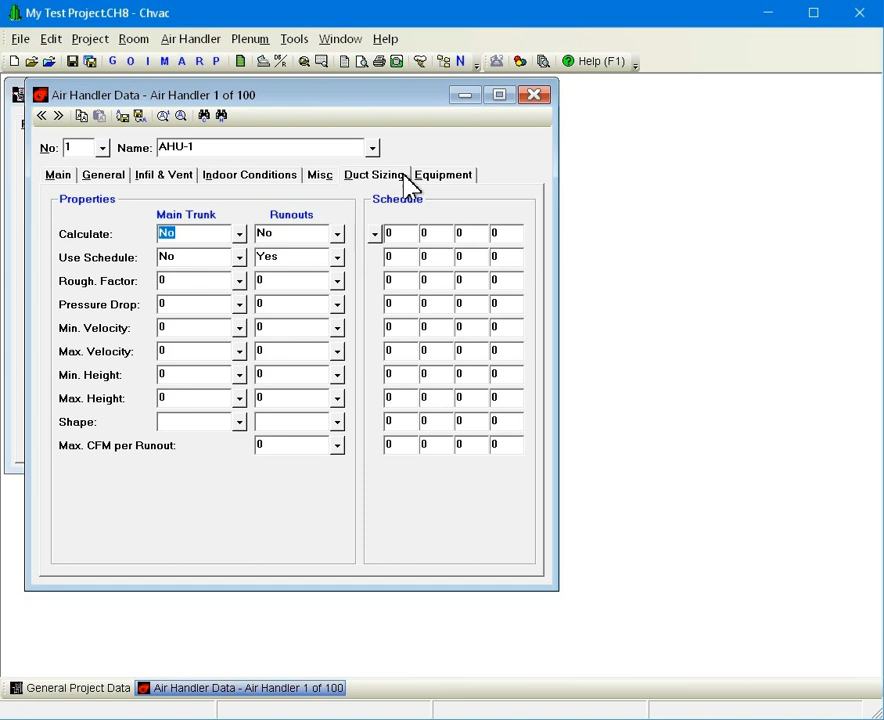 My Test Project.CH8 - Chvac
File Edit Project Room Air Handler Plenum Tools Window Help
G O I M A R P N Help (F1)
Air Handler Data - Air Handler 1 of 100
No: 1 Name: AHU-1
Main General Infil & Vent Indoor Conditions Misc Duct Sizing Equipment
Properties Schedule
Main Trunk Runouts
Calculate: No No 0 0 0 0
Use Schedule: No Yes 0 0 0 0
Rough. Factor: 0 0 0 0 0 0
Pressure Drop: 0 0 0 0 0 0
Min. Velocity: 0 0 0 0 0 0
Max. Velocity: 0 0 0 0 0 0
Min. Height: 0 0 0 0 0 0
Max. Height: 0 0 0 0 0 0
Shape: 0 0 0 0
Max. CFM per Runout: 0 0 0 0 0
General Project Data Air Handler Data - Air Handler 1 of 100